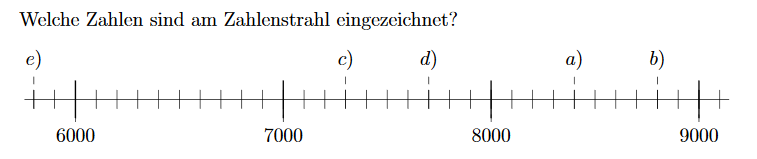 Welche Zahlen sind am Zahlenstrahl eingezeichnet?
e) c) d) a) b)
6000 7000 8000 9000